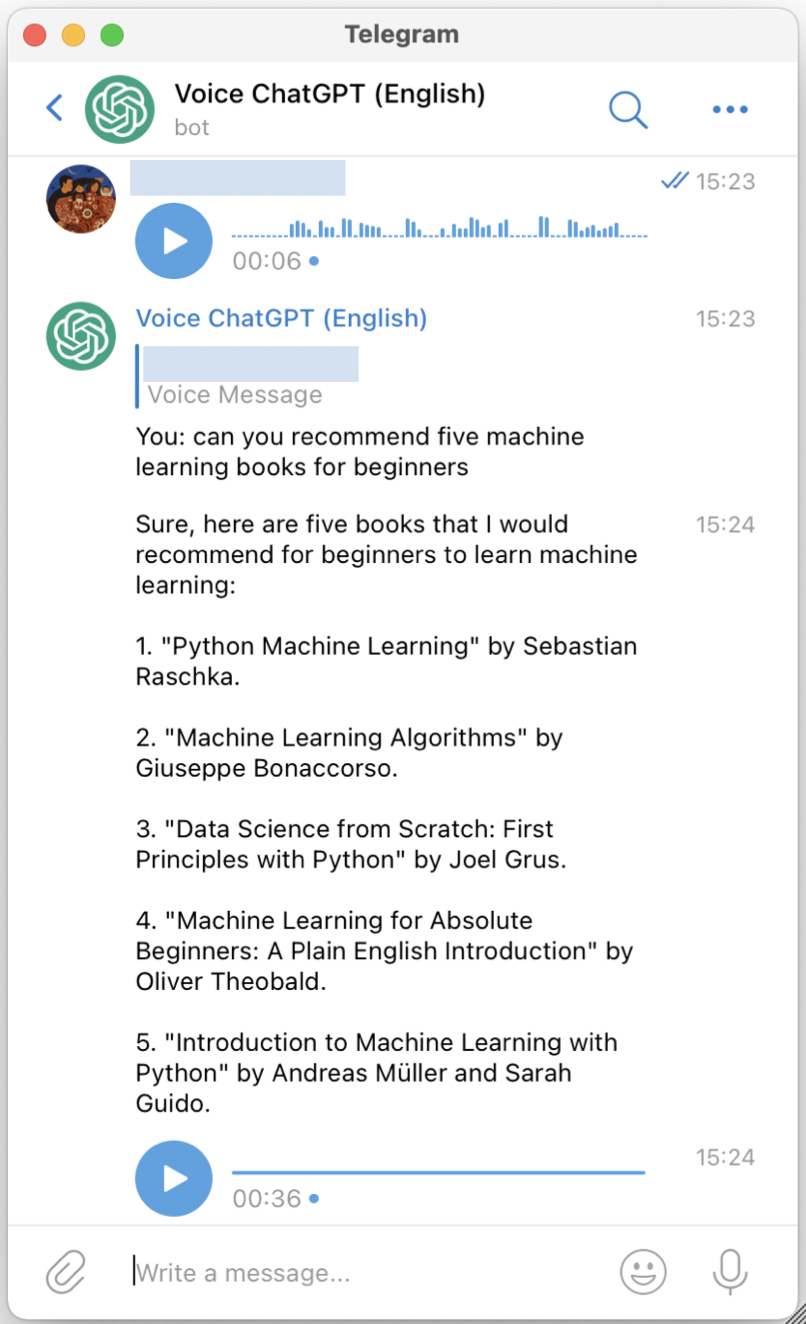 Telegram
Voice ChatGPT (English)
bot
15:23
00:06
Voice ChatGPT (English)
15:23
Voice Message
You: can you recommend five machine
learning books for beginners
Sure, here are five books that I would
15:24
recommend for beginners to learn machine
learning:
1. "Python Machine Learning" by Sebastian
Raschka.
2. "Machine Learning Algorithms" by
Giuseppe Bonaccorso.
3. "Data Science from Scratch: First
Principles with Python" by Joel Grus.
4. "Machine Learning for Absolute
Beginners: A Plain English Introduction" by
Oliver Theobald.
5. "Introduction to Machine Learning with
Python" by Andreas Müller and Sarah
Guido.
15:24
00:36
Write a message...